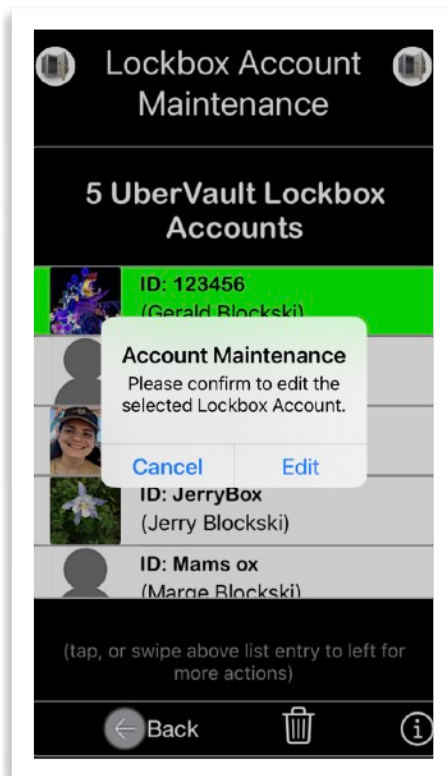 Lockbox Account
Maintenance
5 UberVault Lockbox
Accounts
ID: 123456
(Gerald Blockski)
Account Maintenance
Please confirm to edit the
selected Lockbox Account.
Cancel
Edit
ID: JerryBox
(Jerry Blockski)
ID: Mams ox
(Marge Blockski)
(tap, or swipe above list entry to left for
more actions)
Back